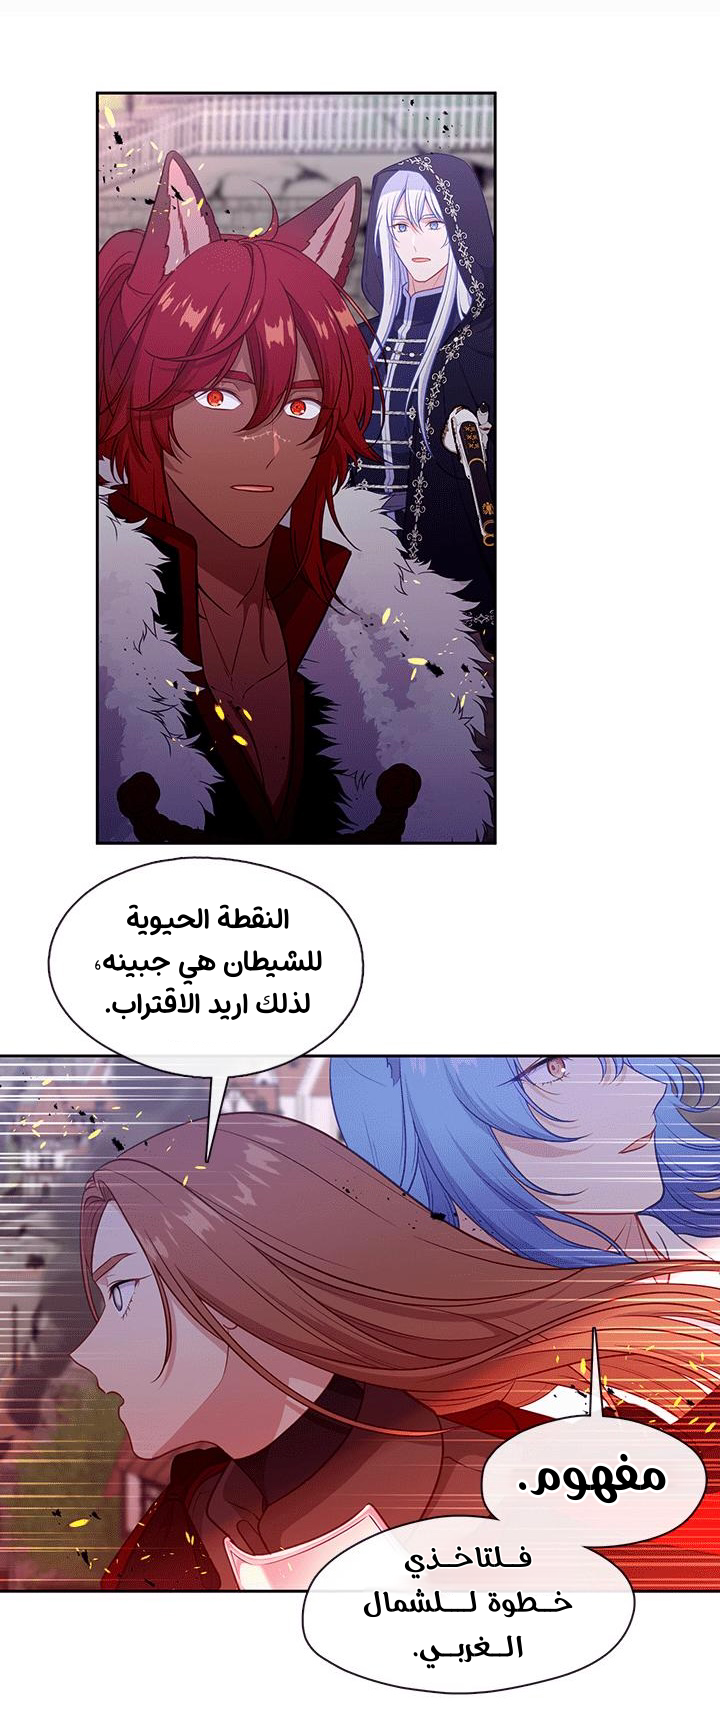 النقطة الحيوية
للشيطان هي جبينه،
لذلك اريد الاقتراب.
مفهوم.
فـلتاخـذي
خـطوة لـلشمال
الـغربـي.